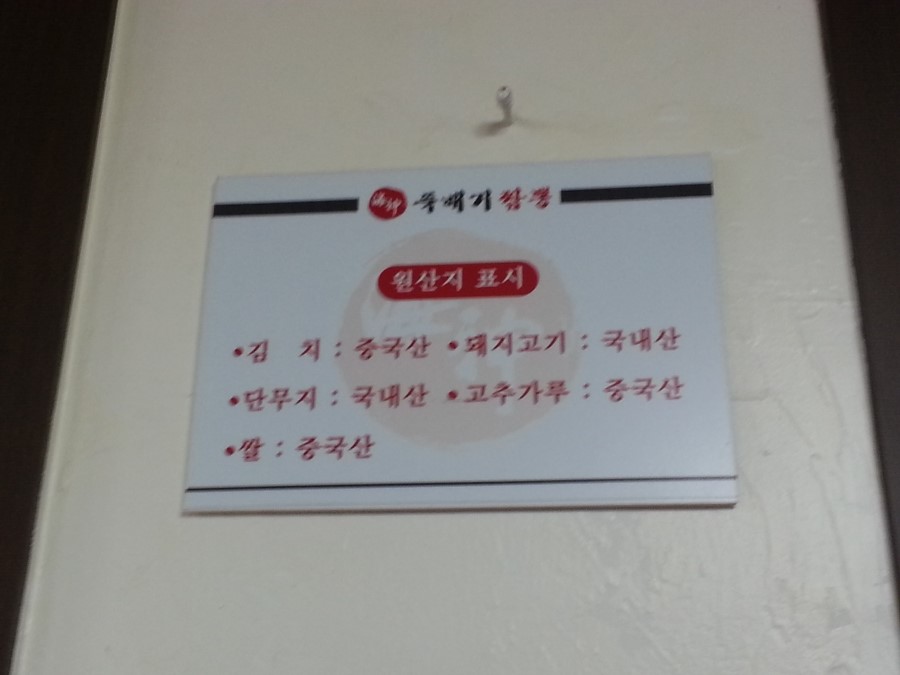 뚝배기짬뽕
원산지 표시
•김 치 : 중국산 •돼지고기 : 국내산
•단무지 : 국내산 •고추가루 : 중국산
•쌀 : 중국산